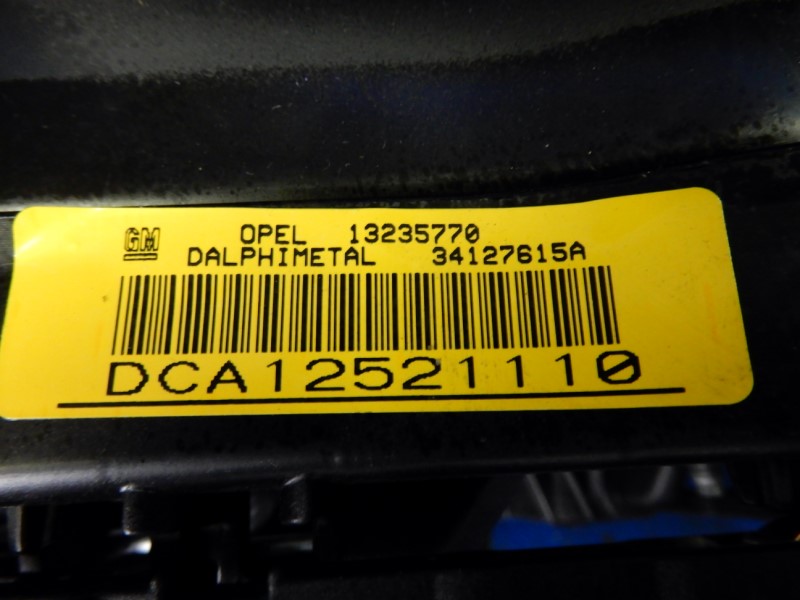 GM OPEL 13235770
DALPHIMETAL 34127615A
DCA12521110